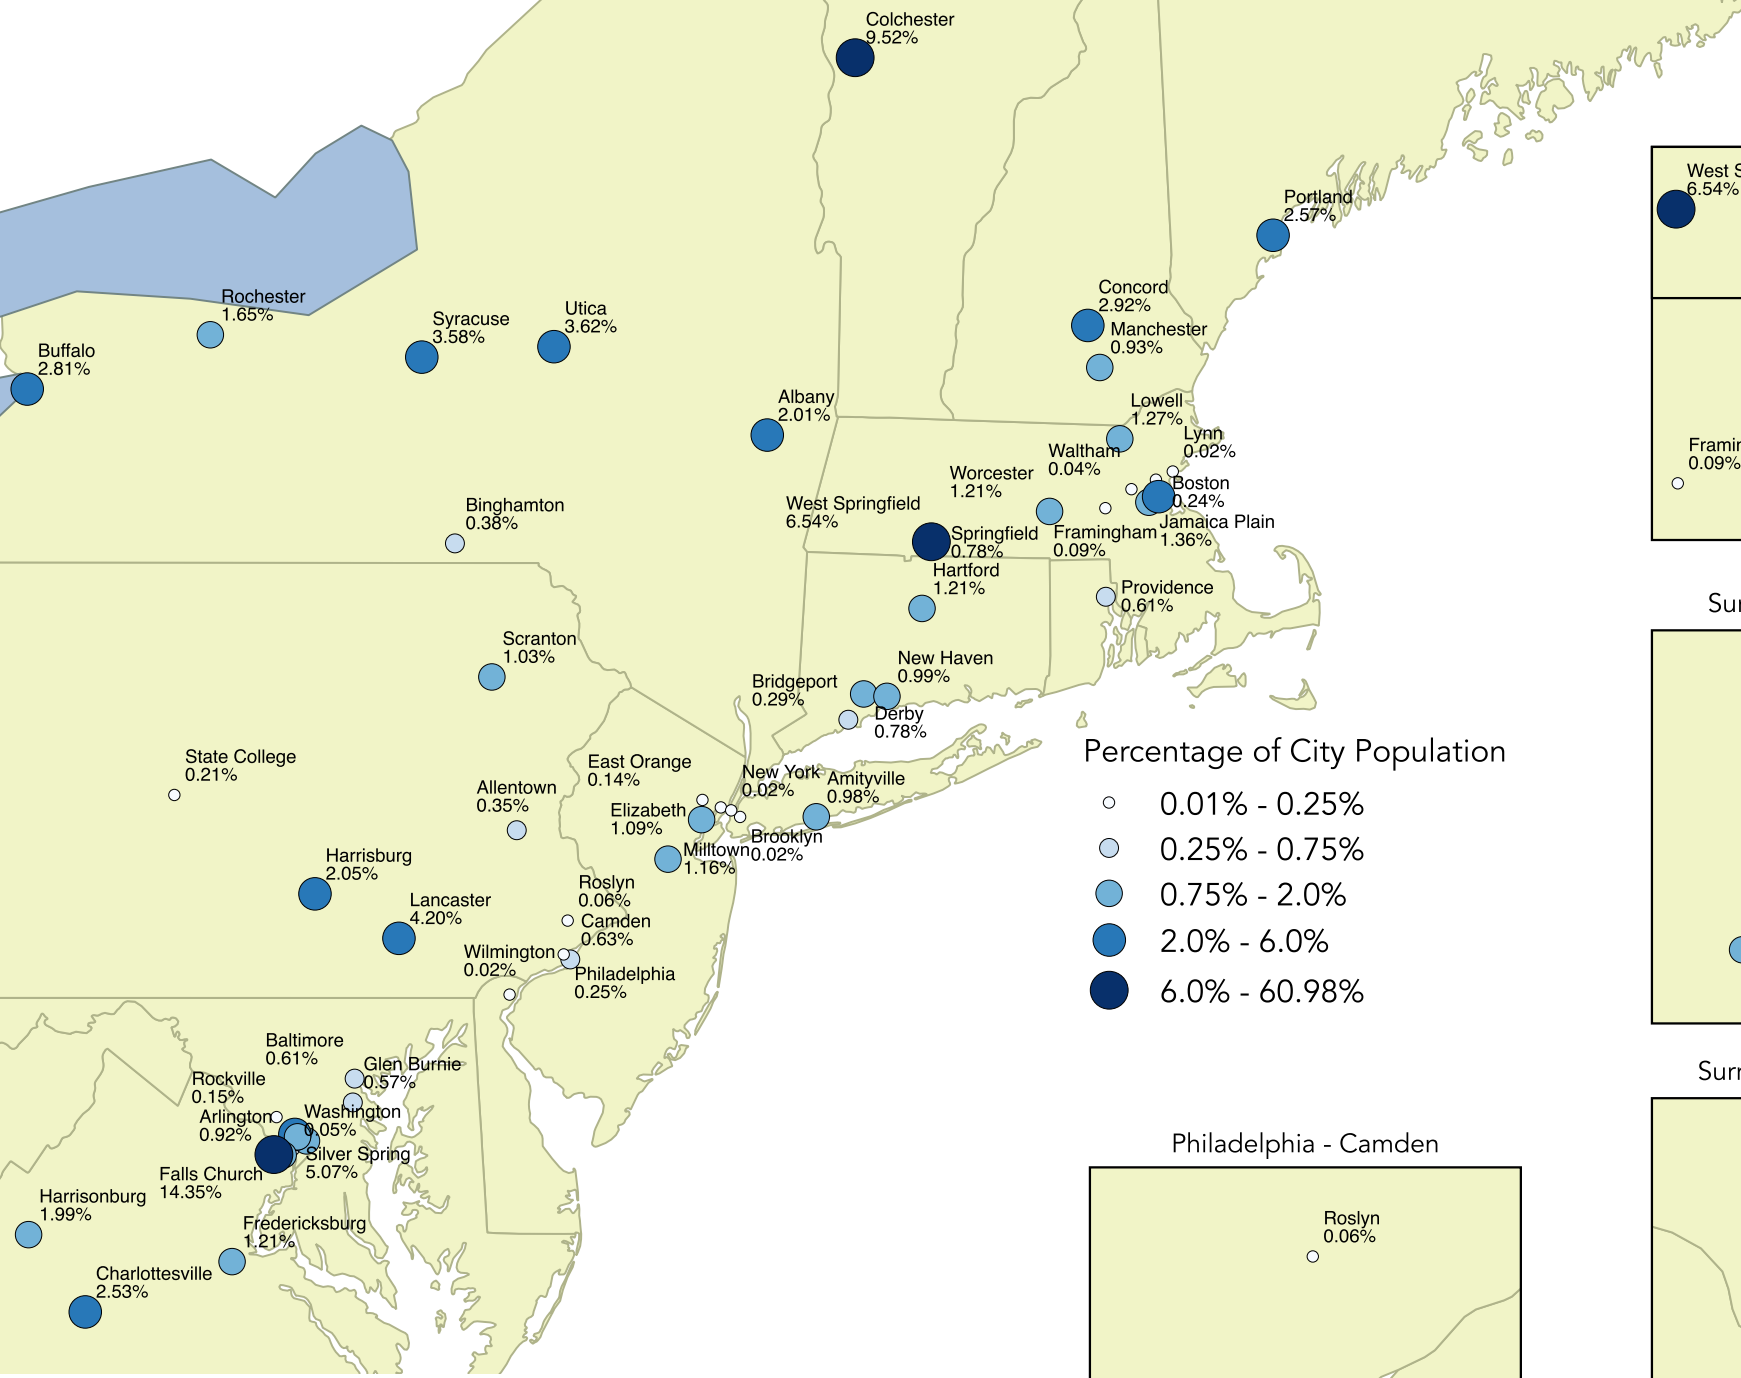 Colchester
9.52%
West S
6.54%
Portland
2.57%
Concord
2.92%
Rochester
1.65%
Utica
3.62%
Syracuse
3.58%
Manchester
0.93%
Buffalo
2.81%
Albany
2.01%
Lowell
1.27%
Lynn
0.02%
Waltham
0.04%
Framin
0.09%
Worcester
1.21%
Boston
0.24%
Binghamton
0.38%
West Springfield
6.54%
Jamaica Plain
1.36%
Springfield
0.78%
Framingham
0.09%
Hartford
1.21%
Providence
0.61%
Sur
Scranton
1.03%
New Haven
0.99%
Bridgeport
0.29%
Derby
0.78%
State College
0.21%
East Orange
0.14%
New York
0.02%
Amityville
0.98%
Allentown
0.35%
Elizabeth
1.09%
Brooklyn
0.02%
Milltown
1.16%
Percentage of City Population
0.01% - 0.25%
0.25% - 0.75%
0.75% - 2.0%
2.0% - 6.0%
6.0% - 60.98%
Harrisburg
2.05%
Lancaster
4.20%
Roslyn
0.06%
Camden
0.63%
Wilmington
0.02%
Philadelphia
0.25%
Baltimore
0.61%
Glen Burnie
0.57%
Rockville
0.15%
Arlington
0.92%
Washington
0.05%
Silver Spring
5.07%
Falls Church
14.35%
Harrisonburg
1.99%
Fredericksburg
1.21%
Charlottesville
2.53%
Surr
Philadelphia - Camden
Roslyn
0.06%